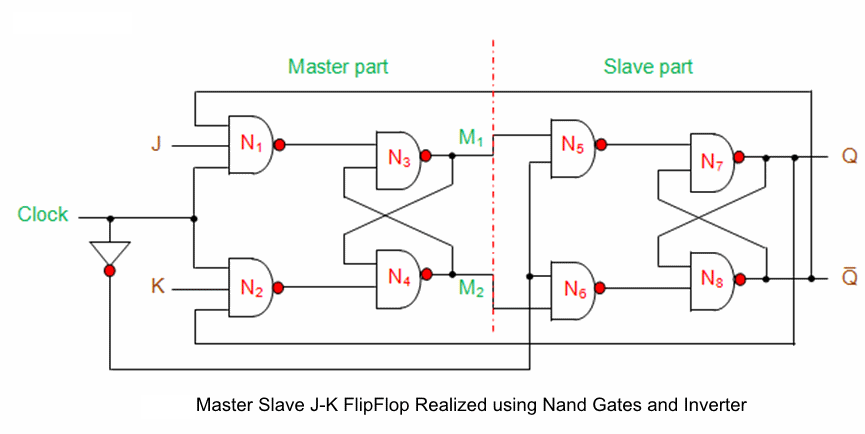 Master part
Slave part
J
N₁
N₃
M₁
N₅
N₇
Q
Clock
K
N₂
N₄
M₂
N₆
N₈
Q̅
Master Slave J-K FlipFlop Realized using Nand Gates and Inverter